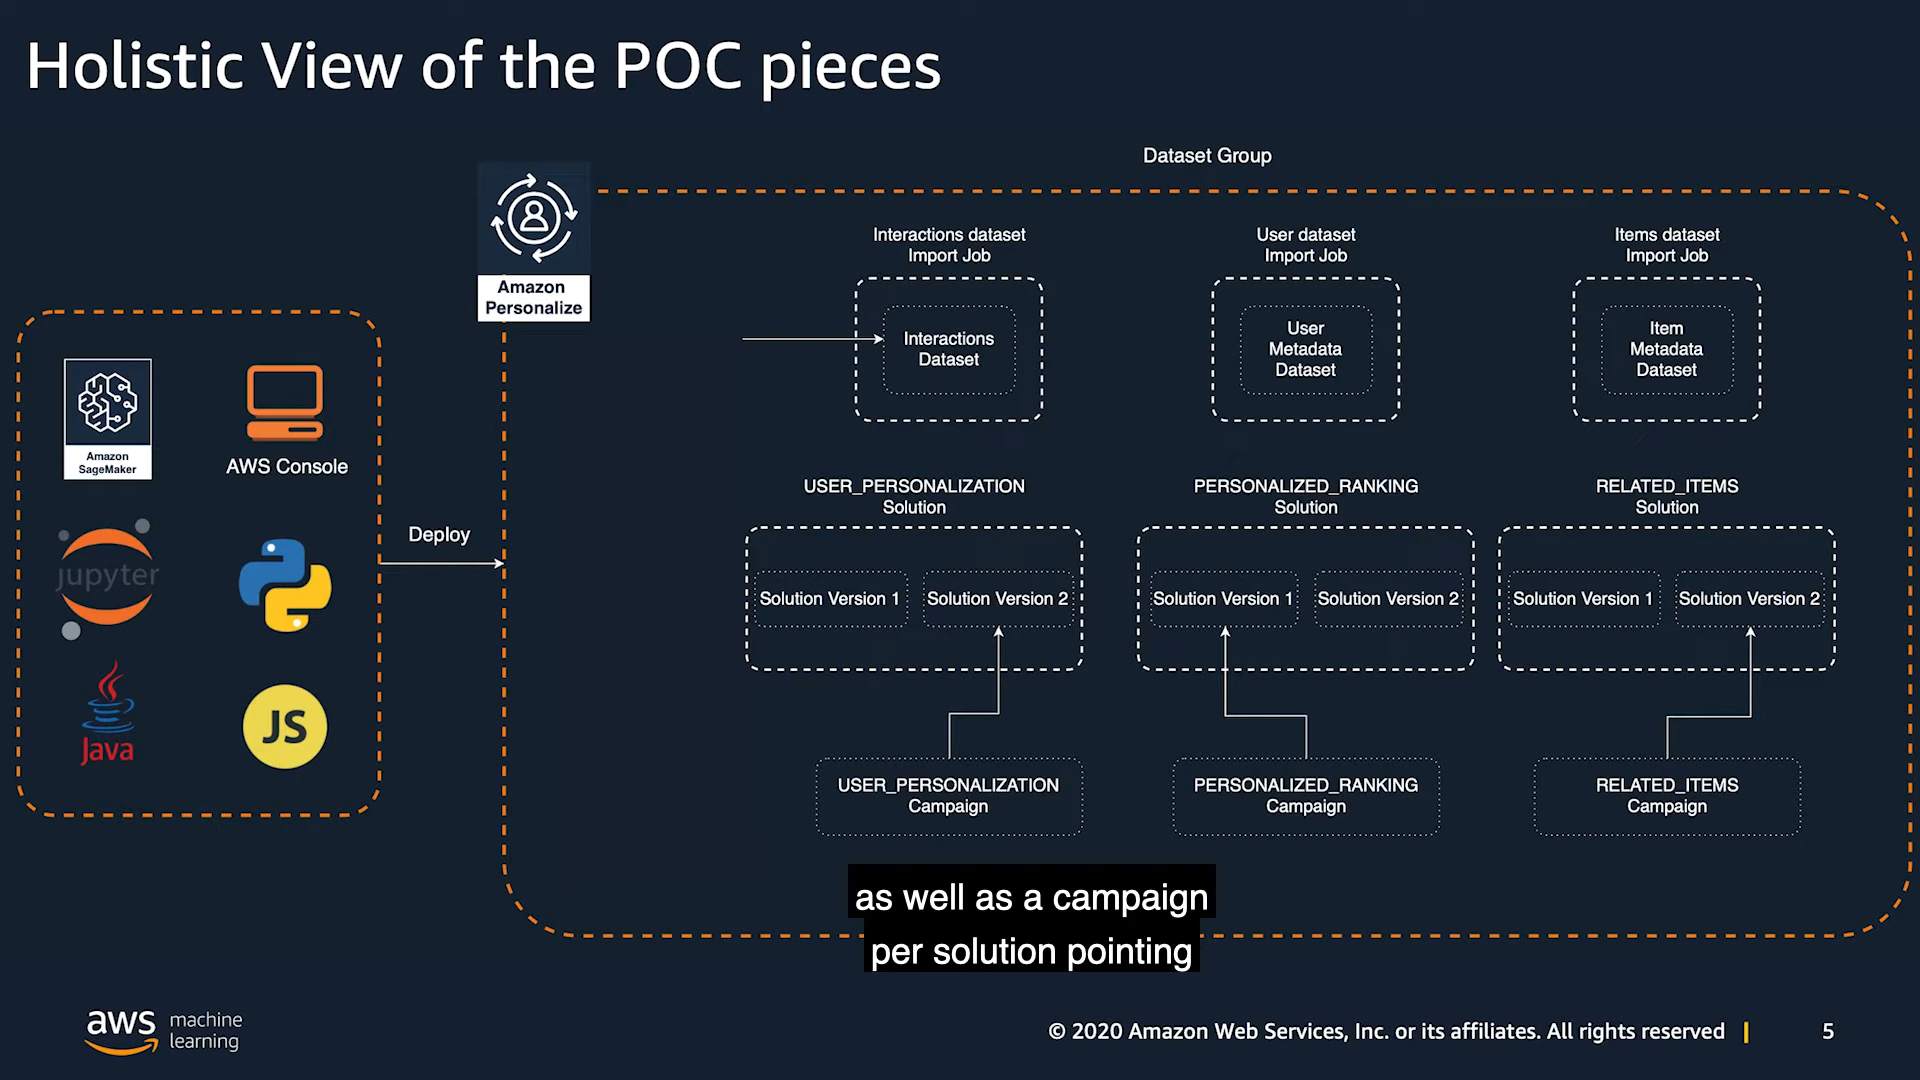 Holistic View of the POC pieces
Dataset Group
Amazon
Personalize
Interactions dataset
Import Job
User dataset
Import Job
Items dataset
Import Job
Interactions
Dataset
User
Metadata
Dataset
Item
Metadata
Dataset
Amazon
SageMaker
AWS Console
jupyter
Java
JS
Deploy
USER_PERSONALIZATION
Solution
PERSONALIZED_RANKING
Solution
RELATED_ITEMS
Solution
Solution Version 1
Solution Version 2
Solution Version 1
Solution Version 2
Solution Version 1
Solution Version 2
USER_PERSONALIZATION
Campaign
PERSONALIZED_RANKING
Campaign
RELATED_ITEMS
Campaign
as well as a campaign
per solution pointing
aws machine
learning
© 2020 Amazon Web Services, Inc. or its affiliates. All rights reserved
5